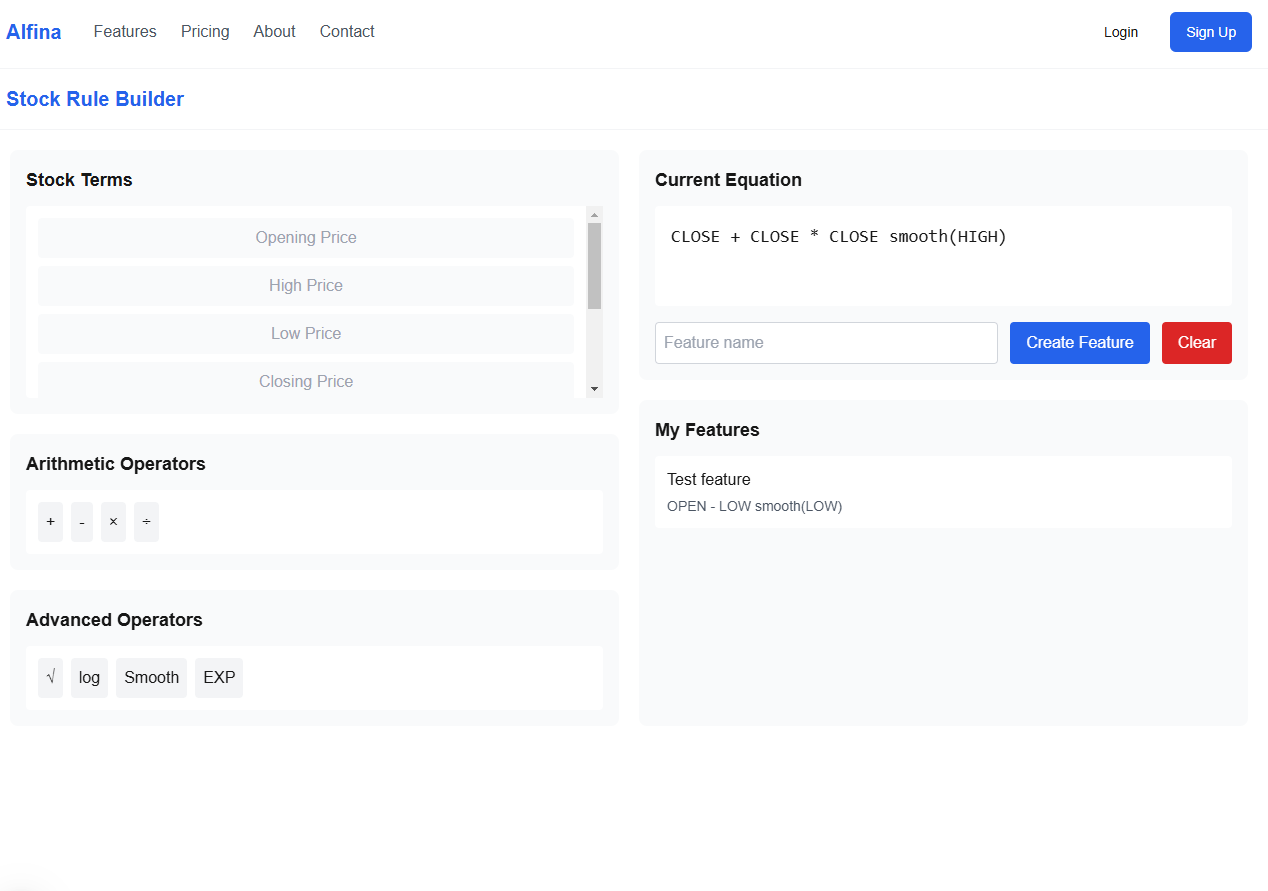 Alfina Features Pricing About Contact Login Sign Up
Stock Rule Builder
Stock Terms
Opening Price
High Price
Low Price
Closing Price
Arithmetic Operators
+ - × ÷
Advanced Operators
√ log Smooth EXP
Current Equation
CLOSE + CLOSE * CLOSE smooth(HIGH)
Feature name Create Feature Clear
My Features
Test feature
OPEN - LOW smooth(LOW)